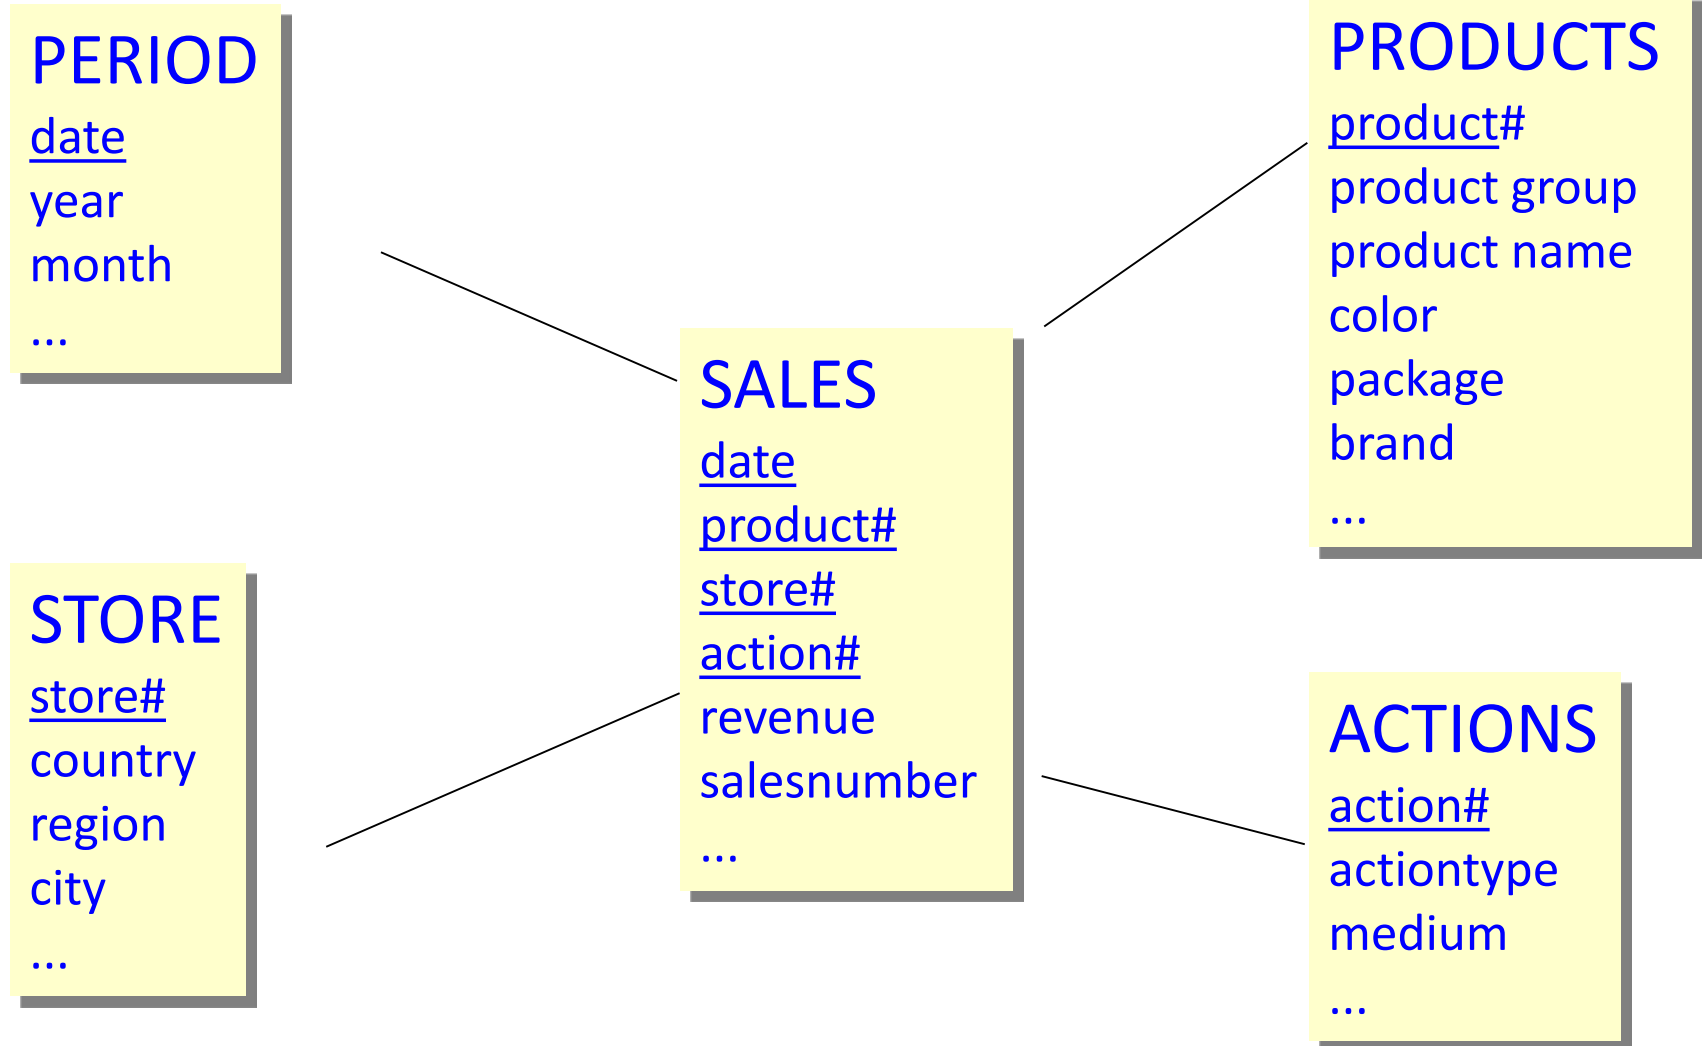 PERIOD
date
year
month
...
STORE
store#
country
region
city
...
SALES
date
product#
store#
action#
revenue
salesnumber
...
PRODUCTS
product#
product group
product name
color
package
brand
...
ACTIONS
action#
actiontype
medium
...